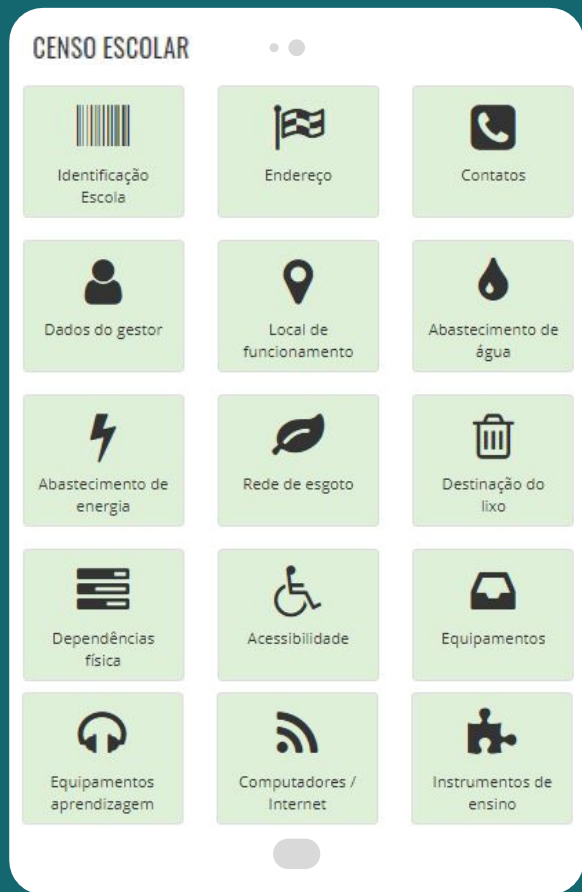 CENSO ESCOLAR
Identificação
Escola
Endereço
Contatos
Dados do gestor
Local de
funcionamento
Abastecimento de
água
Abastecimento de
energia
Rede de esgoto
Destinação do
lixo
Dependências
física
Acessibilidade
Equipamentos
Equipamentos
aprendizagem
Computadores /
Internet
Instrumentos de
ensino